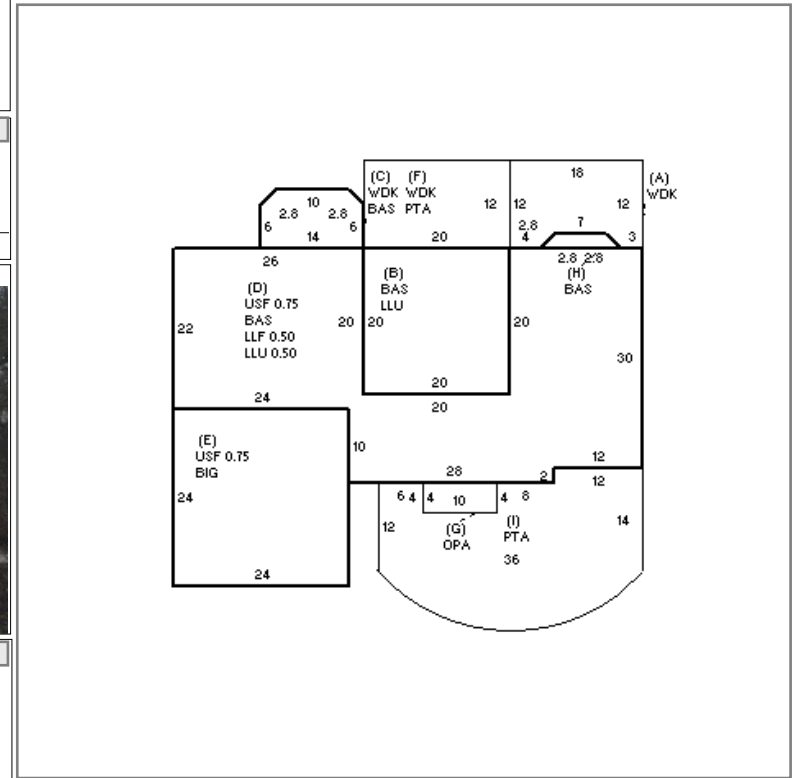 18
(C) (F)
WDK WDK
BAS PTA
(A)
WDK
10
2.8 2.8
6 6
14
12 12 12
2.8
7
20
4 3
26
2.8 2.8
(H)
BAS
(D)
USF 0.75
BAS
LLF 0.50
LLU 0.50
(B)
BAS
LLU
22
20 20 20
30
20
20
24
(E)
USF 0.75
BIG
10
28
2
12
12
24
6 4 4 10 4 8
12
(G)
OPA
(I)
PTA
14
36
24